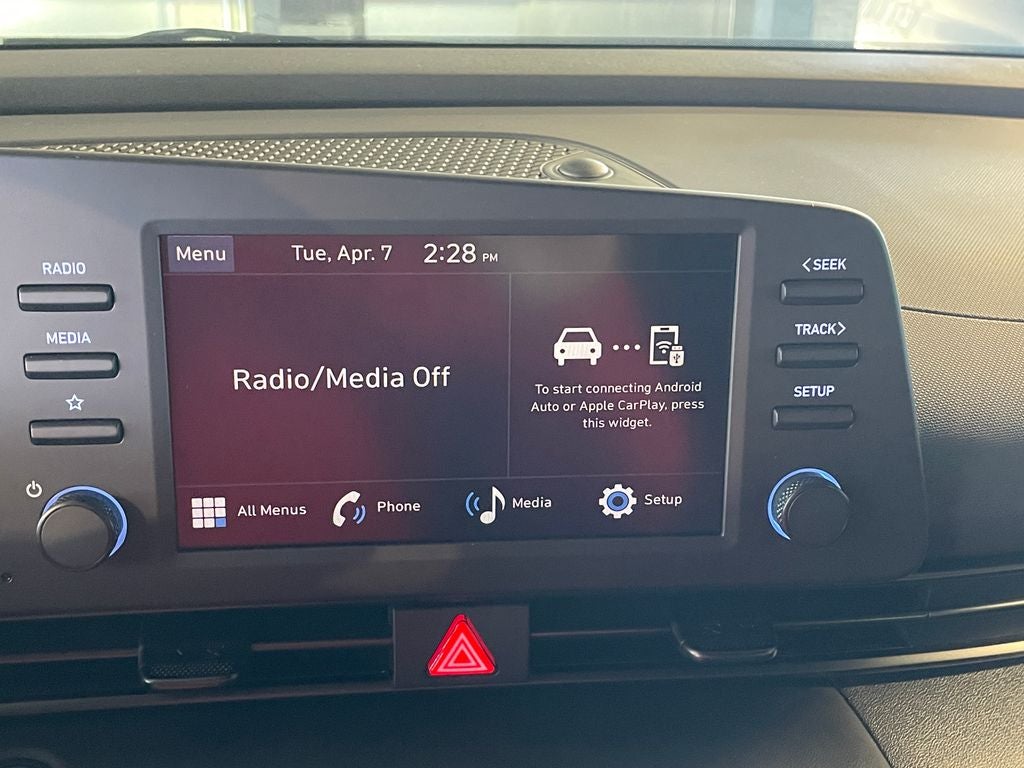 Menu
Tue, Apr. 7
2:28 PM
RADIO
MEDIA
<SEEK
TRACK>
SETUP
Radio/Media Off
To start connecting Android
Auto or Apple CarPlay, press
this widget.
All Menus
Phone
Media
Setup